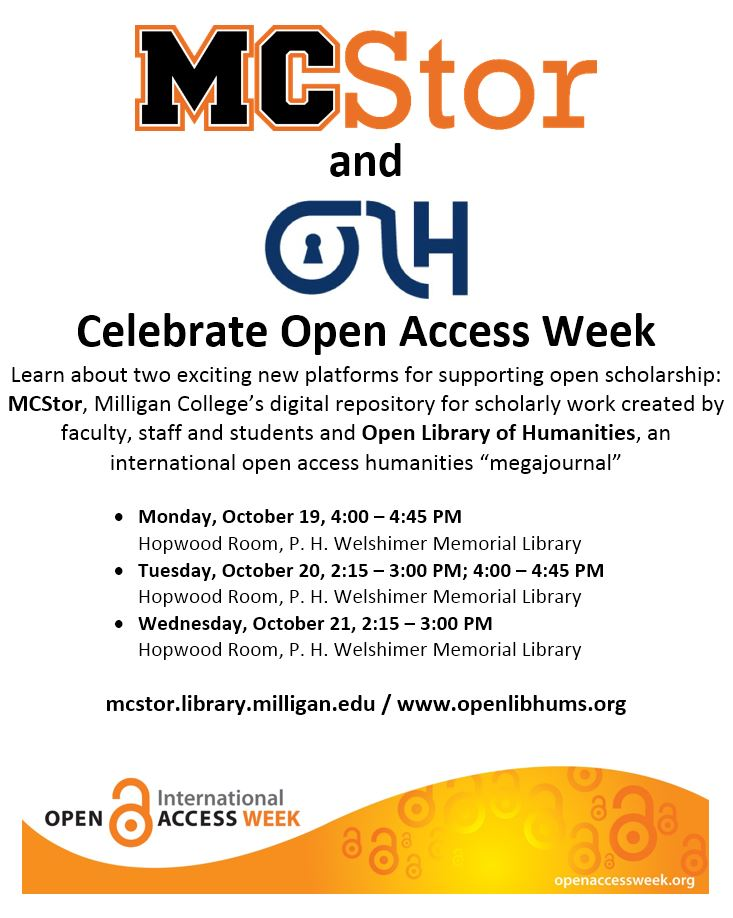 MCStor
and
OLH
Celebrate Open Access Week
Learn about two exciting new platforms for supporting open scholarship:
MCStor, Milligan College’s digital repository for scholarly work created by
faculty, staff and students and Open Library of Humanities, an
international open access humanities “megajournal”
• Monday, October 19, 4:00 – 4:45 PM
Hopwood Room, P. H. Welshimer Memorial Library
• Tuesday, October 20, 2:15 – 3:00 PM; 4:00 – 4:45 PM
Hopwood Room, P. H. Welshimer Memorial Library
• Wednesday, October 21, 2:15 – 3:00 PM
Hopwood Room, P. H. Welshimer Memorial Library
mcstor.library.milligan.edu / www.openlibhums.org
International
OPEN ACCESS WEEK
openaccessweek.org